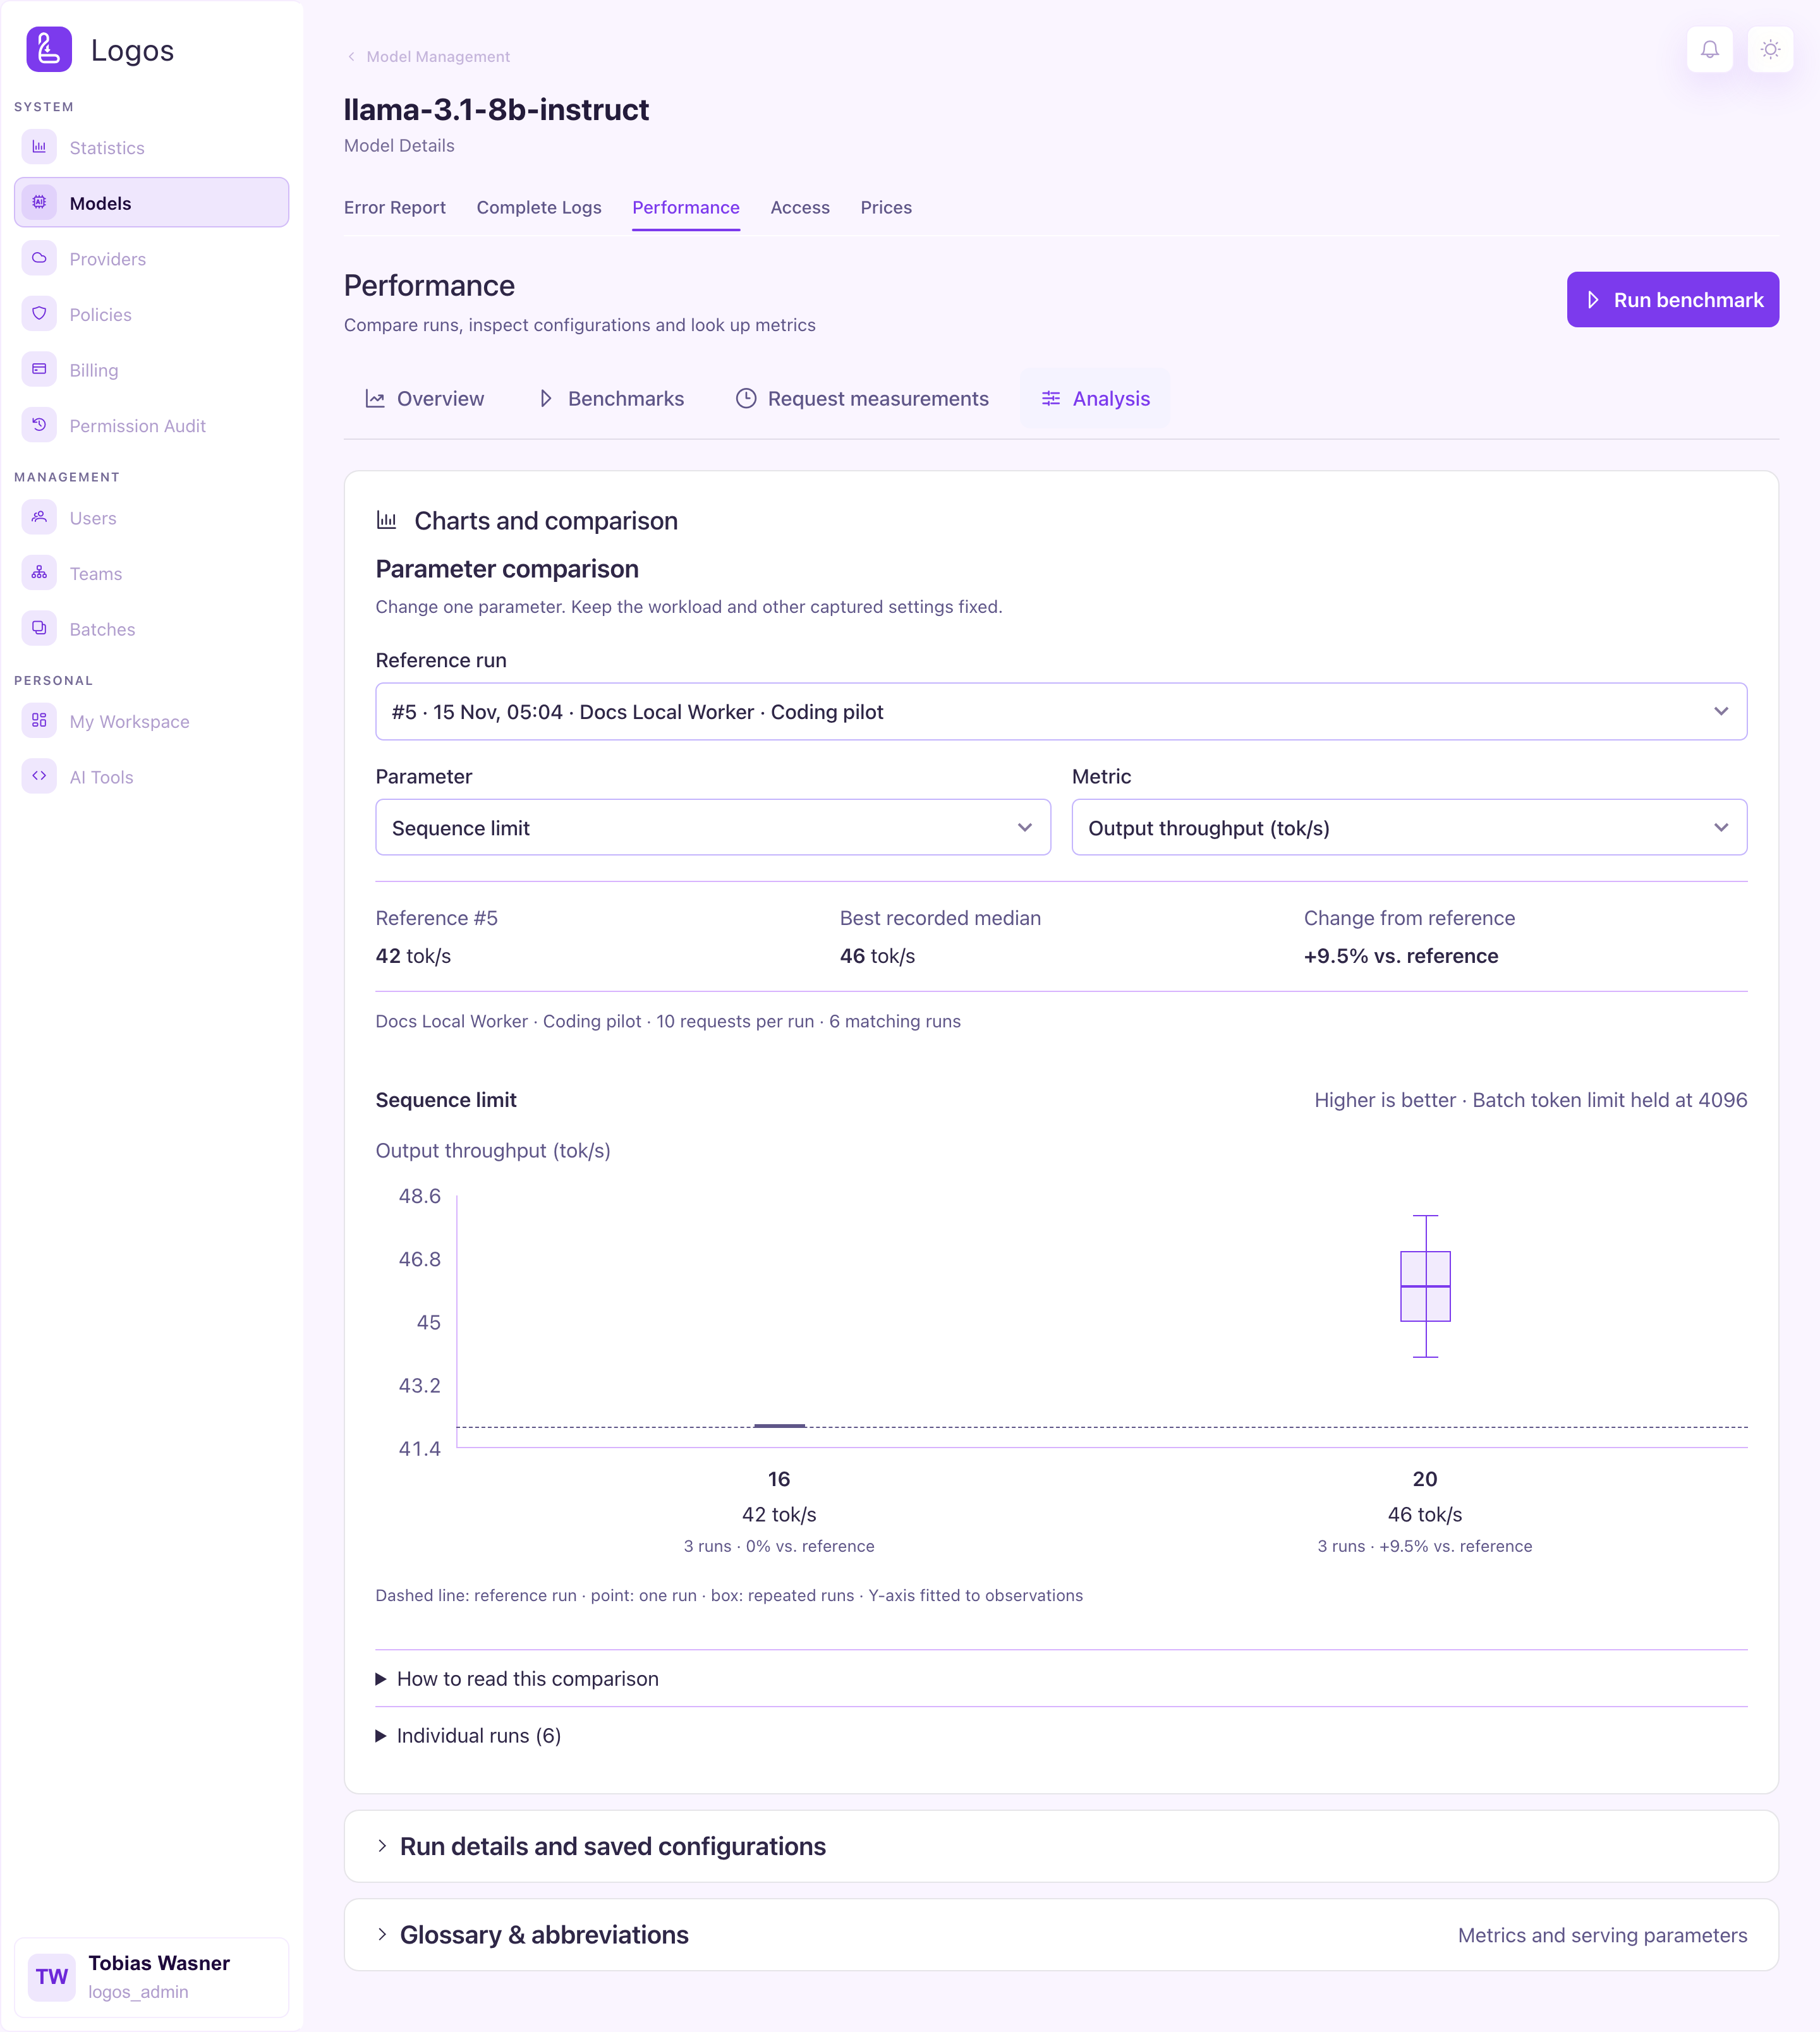 Logos
SYSTEM
Statistics
Models
Providers
Policies
Billing
Permission Audit
MANAGEMENT
Users
Teams
Batches
PERSONAL
My Workspace
AI Tools
TW
Tobias Wasner
logos_admin
Model Management
llama-3.1-8b-instruct
Model Details
Error Report Complete Logs Performance Access Prices
Performance
Compare runs, inspect configurations and look up metrics
Run benchmark
Overview Benchmarks Request measurements Analysis
Charts and comparison
Parameter comparison
Change one parameter. Keep the workload and other captured settings fixed.
Reference run
#5 · 15 Nov, 05:04 · Docs Local Worker · Coding pilot
Parameter Metric
Sequence limit Output throughput (tok/s)
Reference #5 Best recorded median Change from reference
42 tok/s 46 tok/s +9.5% vs. reference
Docs Local Worker · Coding pilot · 10 requests per run · 6 matching runs
Sequence limit Higher is better · Batch token limit held at 4096
Output throughput (tok/s)
48.6
46.8
45
43.2
41.4
16 20
42 tok/s 46 tok/s
3 runs · 0% vs. reference 3 runs · +9.5% vs. reference
Dashed line: reference run · point: one run · box: repeated runs · Y-axis fitted to observations
How to read this comparison
Individual runs (6)
Run details and saved configurations
Glossary & abbreviations Metrics and serving parameters